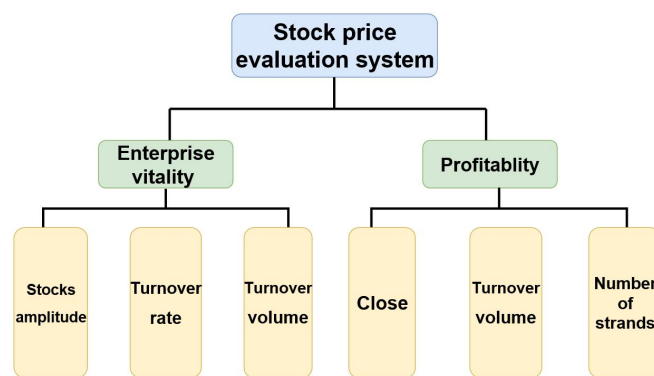 Stock price
evaluation system
Enterprise
vitality
Profitablity
Stocks
amplitude
Turnover
rate
Turnover
volume
Close
Turnover
volume
Number
of
strands